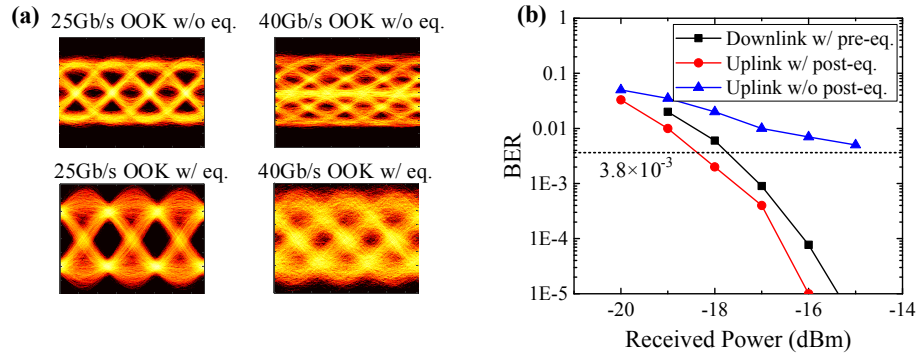 (a)
25Gb/s OOK w/o eq.
40Gb/s OOK w/o eq.
25Gb/s OOK w/ eq.
40Gb/s OOK w/ eq.
(b)
Downlink w/ pre-eq.
Uplink w/ post-eq.
Uplink w/o post-eq.
BER
1
0.1
0.01
1E-3
1E-4
1E-5
3.8×10⁻³
-20
-18
-16
-14
Received Power (dBm)